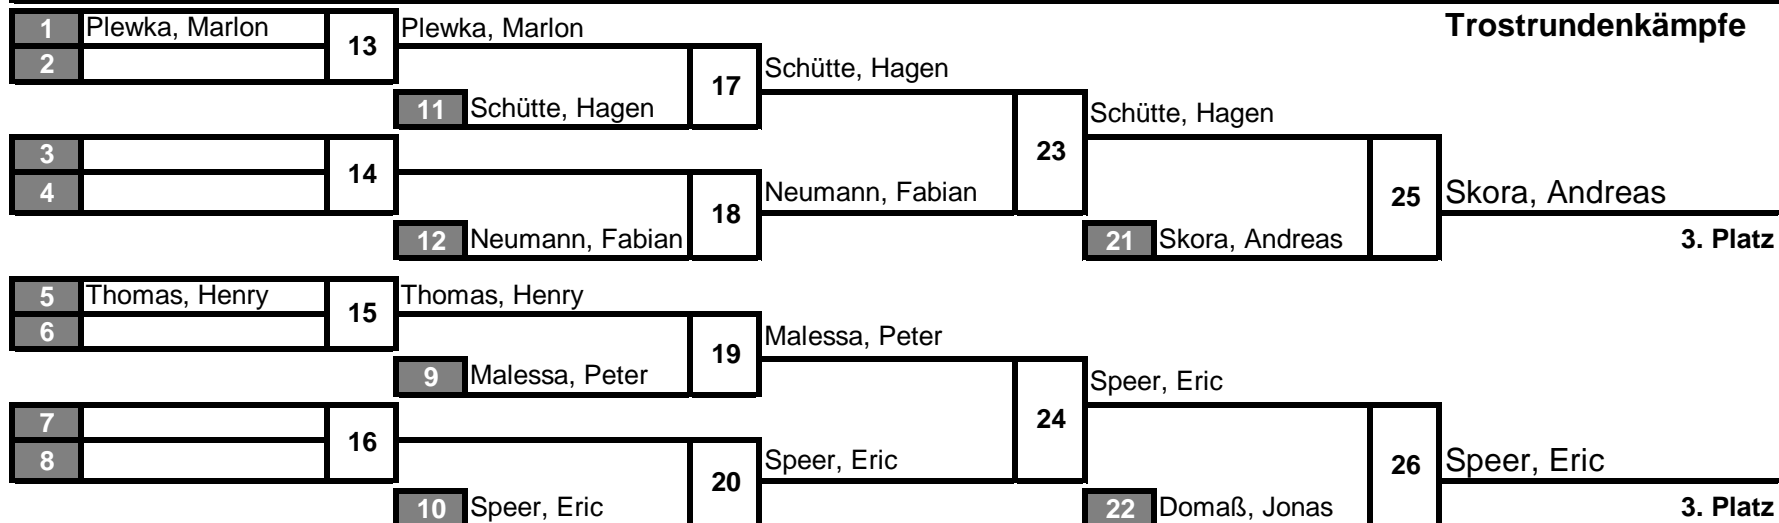 Trostrundenkämpfe
1 Plewka, Marlon 13 Plewka, Marlon
2
17 Schütte, Hagen
11 Schütte, Hagen
23 Schütte, Hagen
3
14
4
18 Neumann, Fabian
12 Neumann, Fabian
21 Skora, Andreas
25 Skora, Andreas
3. Platz
5 Thomas, Henry 15 Thomas, Henry
6
19 Malessa, Peter
9 Malessa, Peter
24 Speer, Eric
7
16
8
20 Speer, Eric
10 Speer, Eric
22 Domaß, Jonas
26 Speer, Eric
3. Platz